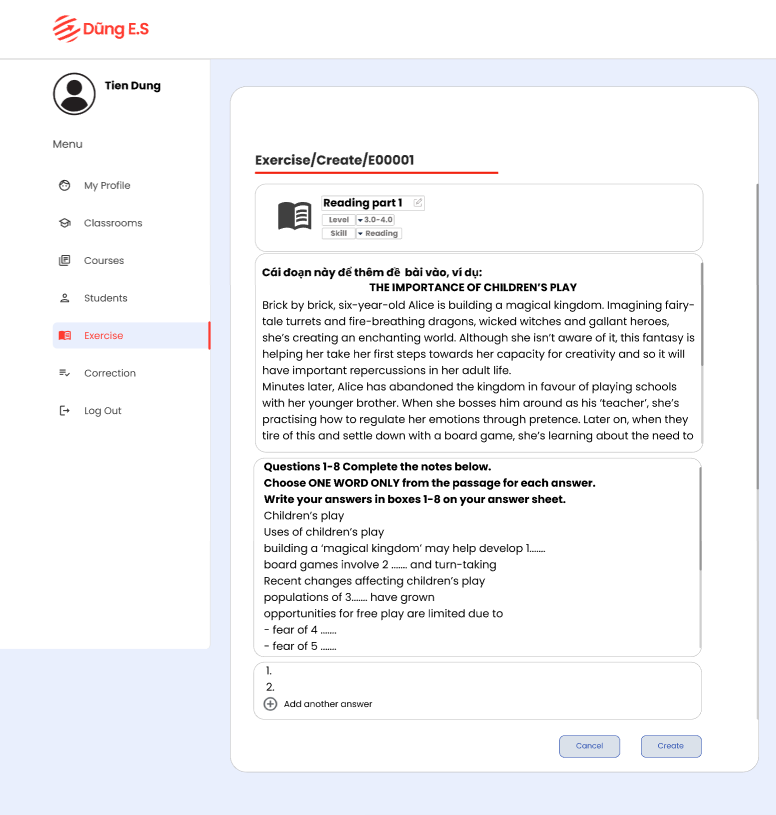 Dũng E.S
Tien Dung
Menu
My Profile
Classrooms
Courses
Students
Exercise
Correction
Log Out
Exercise/Create/E00001
Reading part 1
Level 3.0-4.0
Skill Reading
Cái đoạn này để thêm đề bài vào, ví dụ:
THE IMPORTANCE OF CHILDREN'S PLAY
Brick by brick, six-year-old Alice is building a magical kingdom. Imagining fairy-
tale turrets and fire-breathing dragons, wicked witches and gallant heroes,
she's creating an enchanting world. Although she isn't aware of it, this fantasy is
helping her take her first steps towards her capacity for creativity and so it will
have important repercussions in her adult life.
Minutes later, Alice has abandoned the kingdom in favour of playing schools
with her younger brother. When she bosses him around as his 'teacher', she's
practising how to regulate her emotions through pretence. Later on, when they
tire of this and settle down with a board game, she's learning about the need to
Questions 1-8 Complete the notes below.
Choose ONE WORD ONLY from the passage for each answer.
Write your answers in boxes 1-8 on your answer sheet.
Children's play
Uses of children's play
building a 'magical kingdom' may help develop 1.......
board games involve 2 ....... and turn-taking
Recent changes affecting children's play
populations of 3....... have grown
opportunities for free play are limited due to
- fear of 4 .......
- fear of 5 .......
1.
2.
Add another answer
Cancel
Create